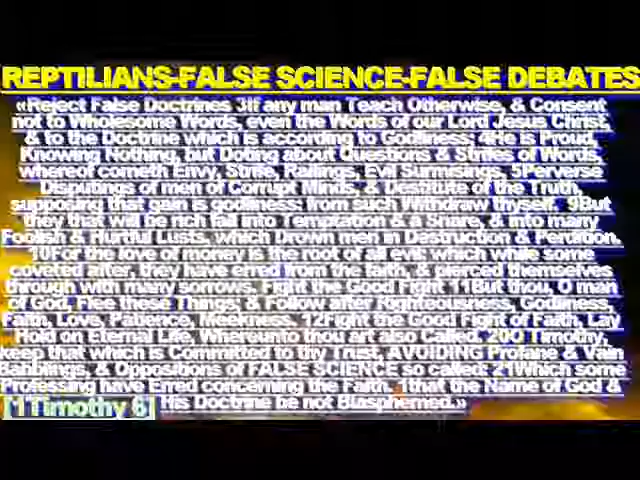 REPTILIANS-FALSE SCIENCE-FALSE DEBATES
«Reject False Doctrines 3If any man Teach Otherwise, & Consent
not to Wholesome Words, even the Words of our Lord Jesus Christ,
& to the Doctrine which is according to Godliness; 4He is Proud,
Knowing Nothing, but Doting about Questions & Strifes of Words,
whereof cometh Envy, Strife, Railings, Evil Surmisings, 5Perverse
Disputings of men of Corrupt Minds, & Destitute of the Truth,
supposing that gain is godliness: from such Withdraw thyself. 9But
they that will be rich fall into Temptation & a Snare, & into many
Foolish & Hurtful Lusts, which Drown men in Destruction & Perdition.
10For the love of money is the root of all evil: which while some
coveted after, they have erred from the faith, & pierced themselves
through with many sorrows. Fight the Good Fight 11But thou, O man
of God, Flee these Things; & Follow after Righteousness, Godliness,
Faith, Love, Patience, Meekness. 12Fight the Good Fight of Faith, Lay
Hold on Eternal Life, Whereunto thou art also Called. 20O Timothy,
keep that which is Committed to thy Trust, AVOIDING Profane & Vain
Babblings, & Oppositions of FALSE SCIENCE so called: 21Which some
Professing have Erred concerning the Faith. 1that the Name of God &
[1Timothy 6] His Doctrine be not Blasphemed.»